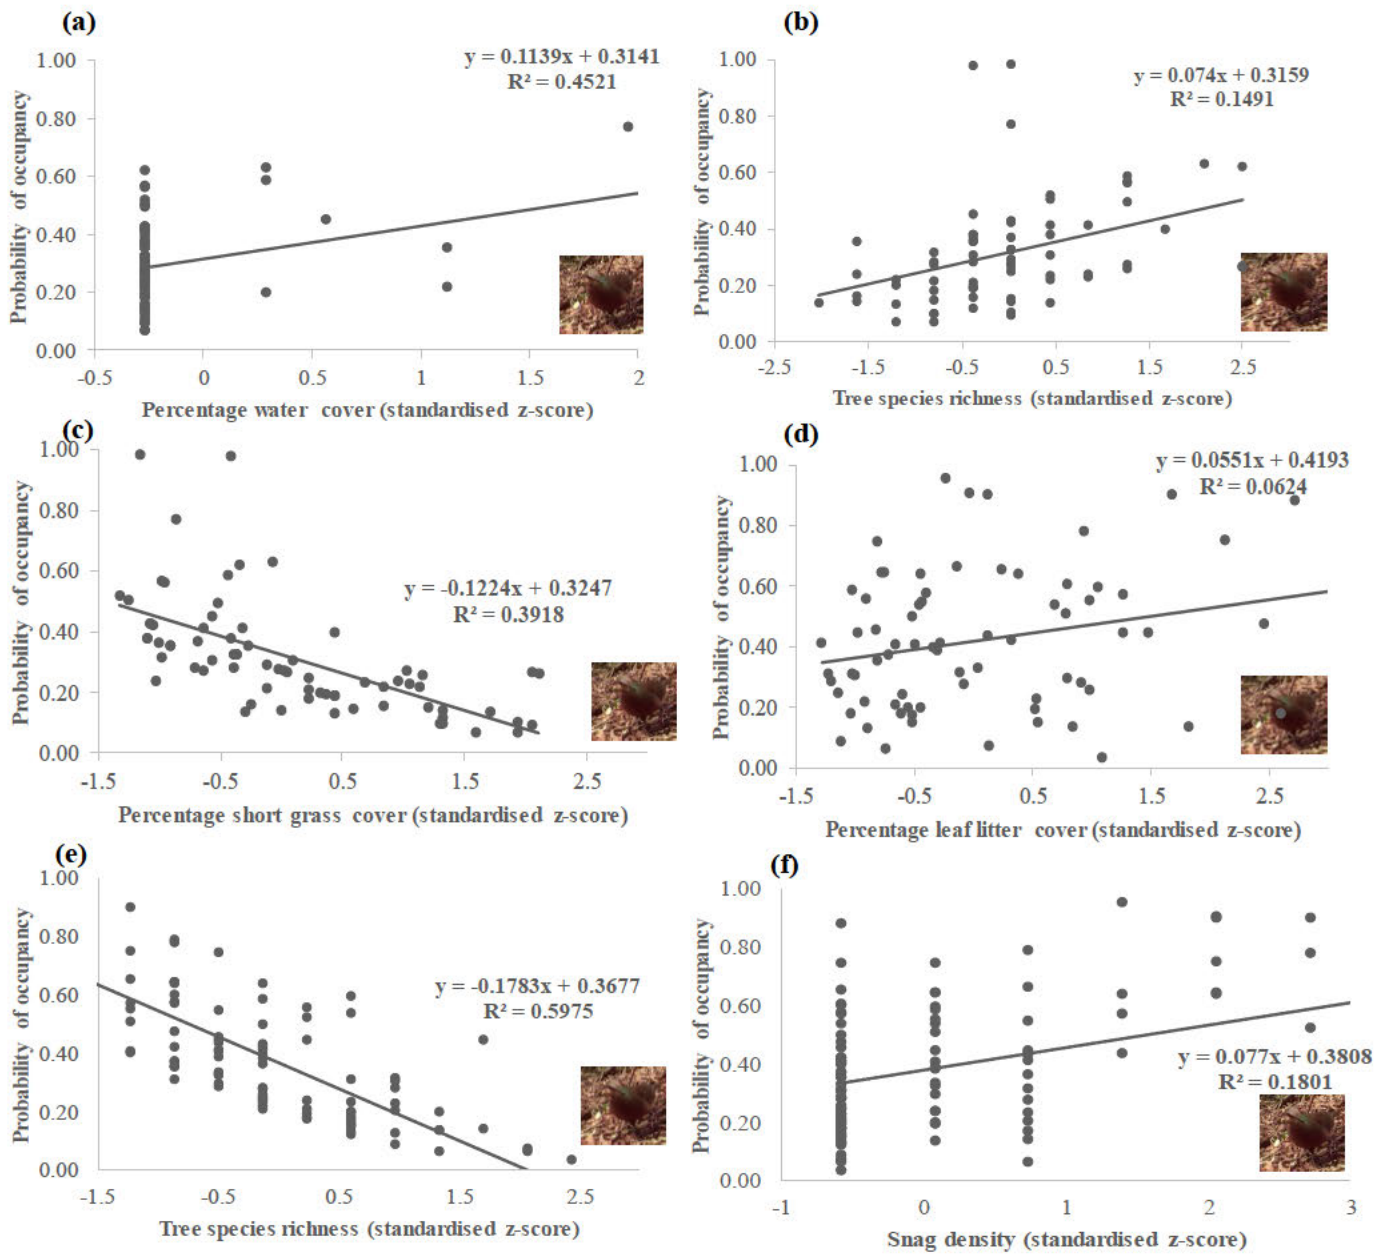 (a)
y = 0.1139x + 0.3141
R² = 0.4521
Probability of occupancy
1.00
0.80
0.60
0.40
0.20
0.00
-0.5 0 0.5 1 1.5 2
Percentage water cover (standardised z-score)
(b)
y = 0.074x + 0.3159
R² = 0.1491
Probability of occupancy
1.00
0.80
0.60
0.40
0.20
0.00
-2.5 -1.5 -0.5 0.5 1.5 2.5
Tree species richness (standardised z-score)
(c)
y = -0.1224x + 0.3247
R² = 0.3918
Probability of occupancy
1.00
0.80
0.60
0.40
0.20
0.00
-1.5 -0.5 0.5 1.5 2.5
Percentage short grass cover (standardised z-score)
(d)
y = 0.0551x + 0.4193
R² = 0.0624
Probability of occupancy
1.00
0.80
0.60
0.40
0.20
0.00
-1.5 -0.5 0.5 1.5 2.5
Percentage leaf litter cover (standardised z-score)
(e)
y = -0.1783x + 0.3677
R² = 0.5975
Probability of occupancy
1.00
0.80
0.60
0.40
0.20
0.00
-1.5 -0.5 0.5 1.5 2.5
Tree species richness (standardised z-score)
(f)
y = 0.077x + 0.3808
R² = 0.1801
Probability of occupancy
1.00
0.80
0.60
0.40
0.20
0.00
-1 0 1 2 3
Snag density (standardised z-score)